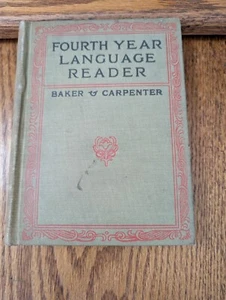 FOURTH YEAR
LANGUAGE
READER
BAKER & CARPENTER